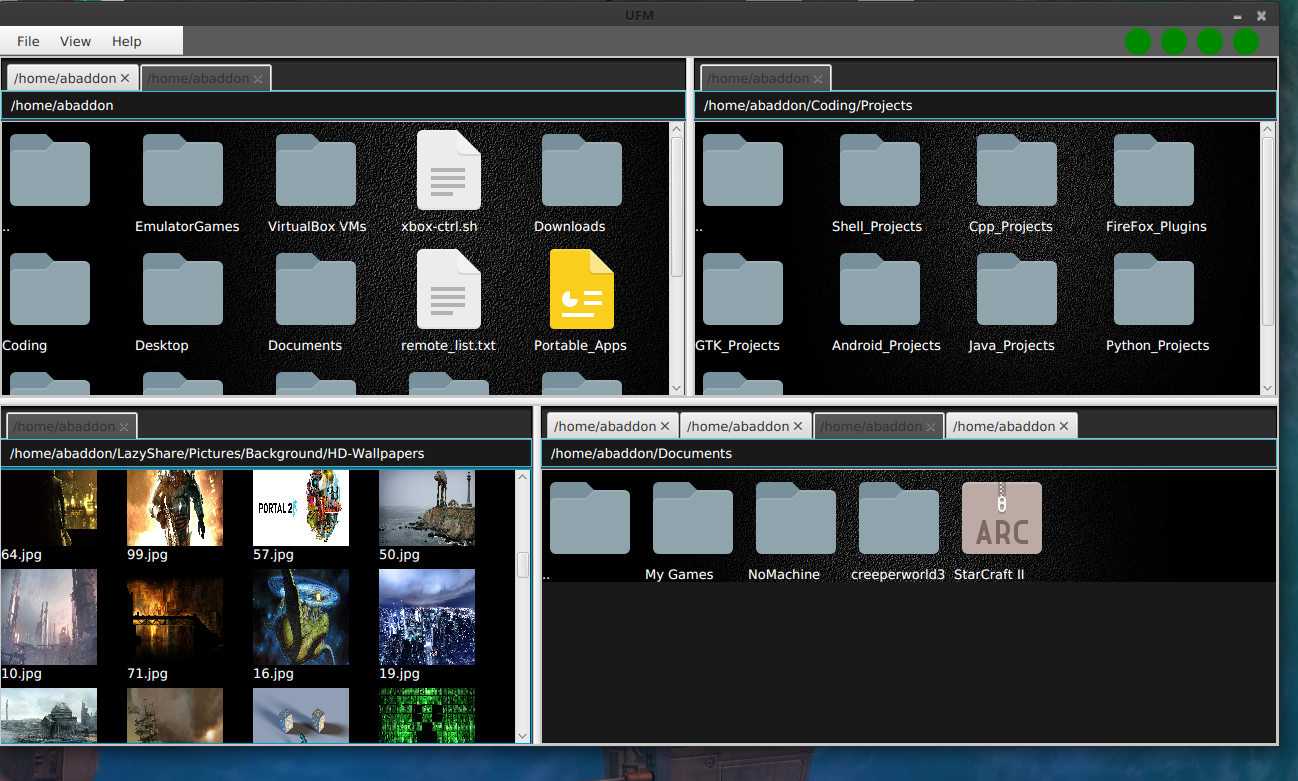 UFM
File View Help
/home/abaddon /home/abaddon
/home/abaddon
.. EmulatorGames VirtualBox VMs xbox-ctrl.sh Downloads
Coding Desktop Documents remote_list.txt Portable_Apps
/home/abaddon
/home/abaddon/Coding/Projects
.. Shell_Projects Cpp_Projects FireFox_Plugins
GTK_Projects Android_Projects Java_Projects Python_Projects
/home/abaddon
/home/abaddon/LazyShare/Pictures/Background/HD-Wallpapers
PORTAL 2
64.jpg 99.jpg 57.jpg 50.jpg
10.jpg 71.jpg 16.jpg 19.jpg
/home/abaddon /home/abaddon /home/abaddon /home/abaddon
/home/abaddon/Documents
ARC
.. My Games NoMachine creeperworld3 StarCraft II